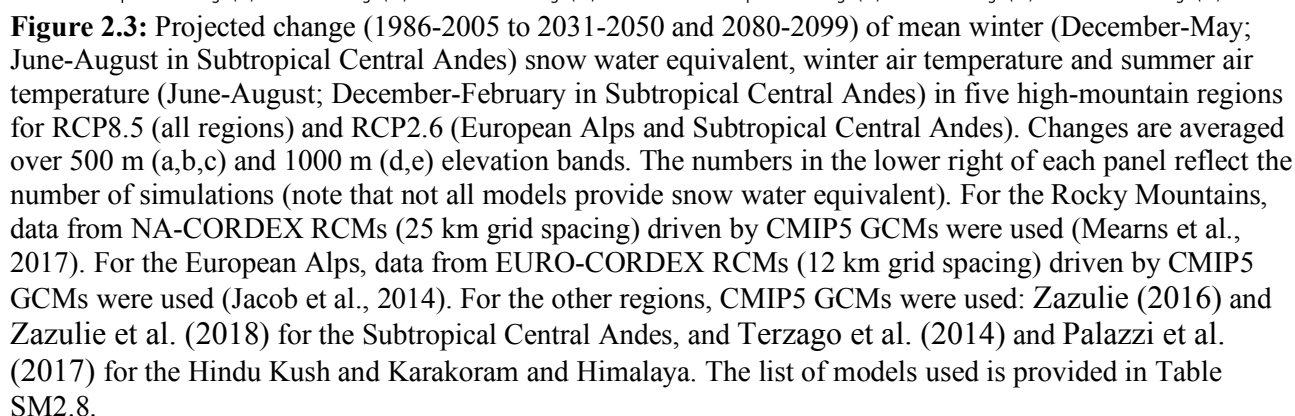 Figure 2.3: Projected change (1986-2005 to 2031-2050 and 2080-2099) of mean winter (December-May;
June-August in Subtropical Central Andes) snow water equivalent, winter air temperature and summer air
temperature (June-August; December-February in Subtropical Central Andes) in five high-mountain regions
for RCP8.5 (all regions) and RCP2.6 (European Alps and Subtropical Central Andes). Changes are averaged
over 500 m (a,b,c) and 1000 m (d,e) elevation bands. The numbers in the lower right of each panel reflect the
number of simulations (note that not all models provide snow water equivalent). For the Rocky Mountains,
data from NA-CORDEX RCMs (25 km grid spacing) driven by CMIP5 GCMs were used (Mearns et al.,
2017). For the European Alps, data from EURO-CORDEX RCMs (12 km grid spacing) driven by CMIP5
GCMs were used (Jacob et al., 2014). For the other regions, CMIP5 GCMs were used: Zazulie (2016) and
Zazulie et al. (2018) for the Subtropical Central Andes, and Terzago et al. (2014) and Palazzi et al.
(2017) for the Hindu Kush and Karakoram and Himalaya. The list of models used is provided in Table
SM2.8.